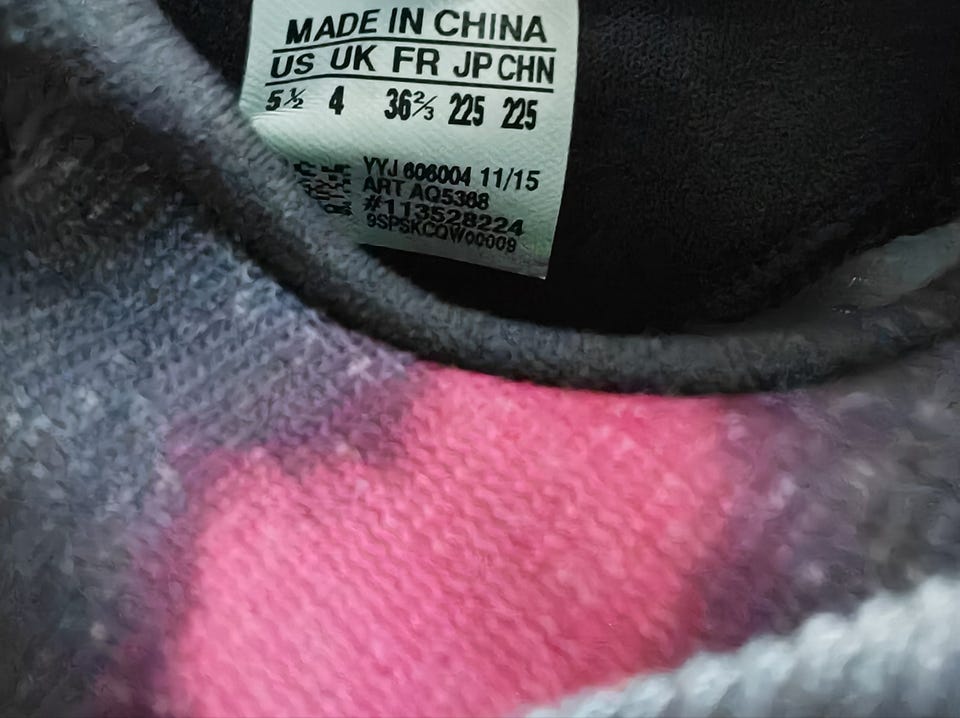 MADE IN CHINA
US UK FR JP CHN
5½ 4 36⅔ 225 225
YYJ 606004 11/15
ART AQ5368
#113528224
9SPSKCQW00009